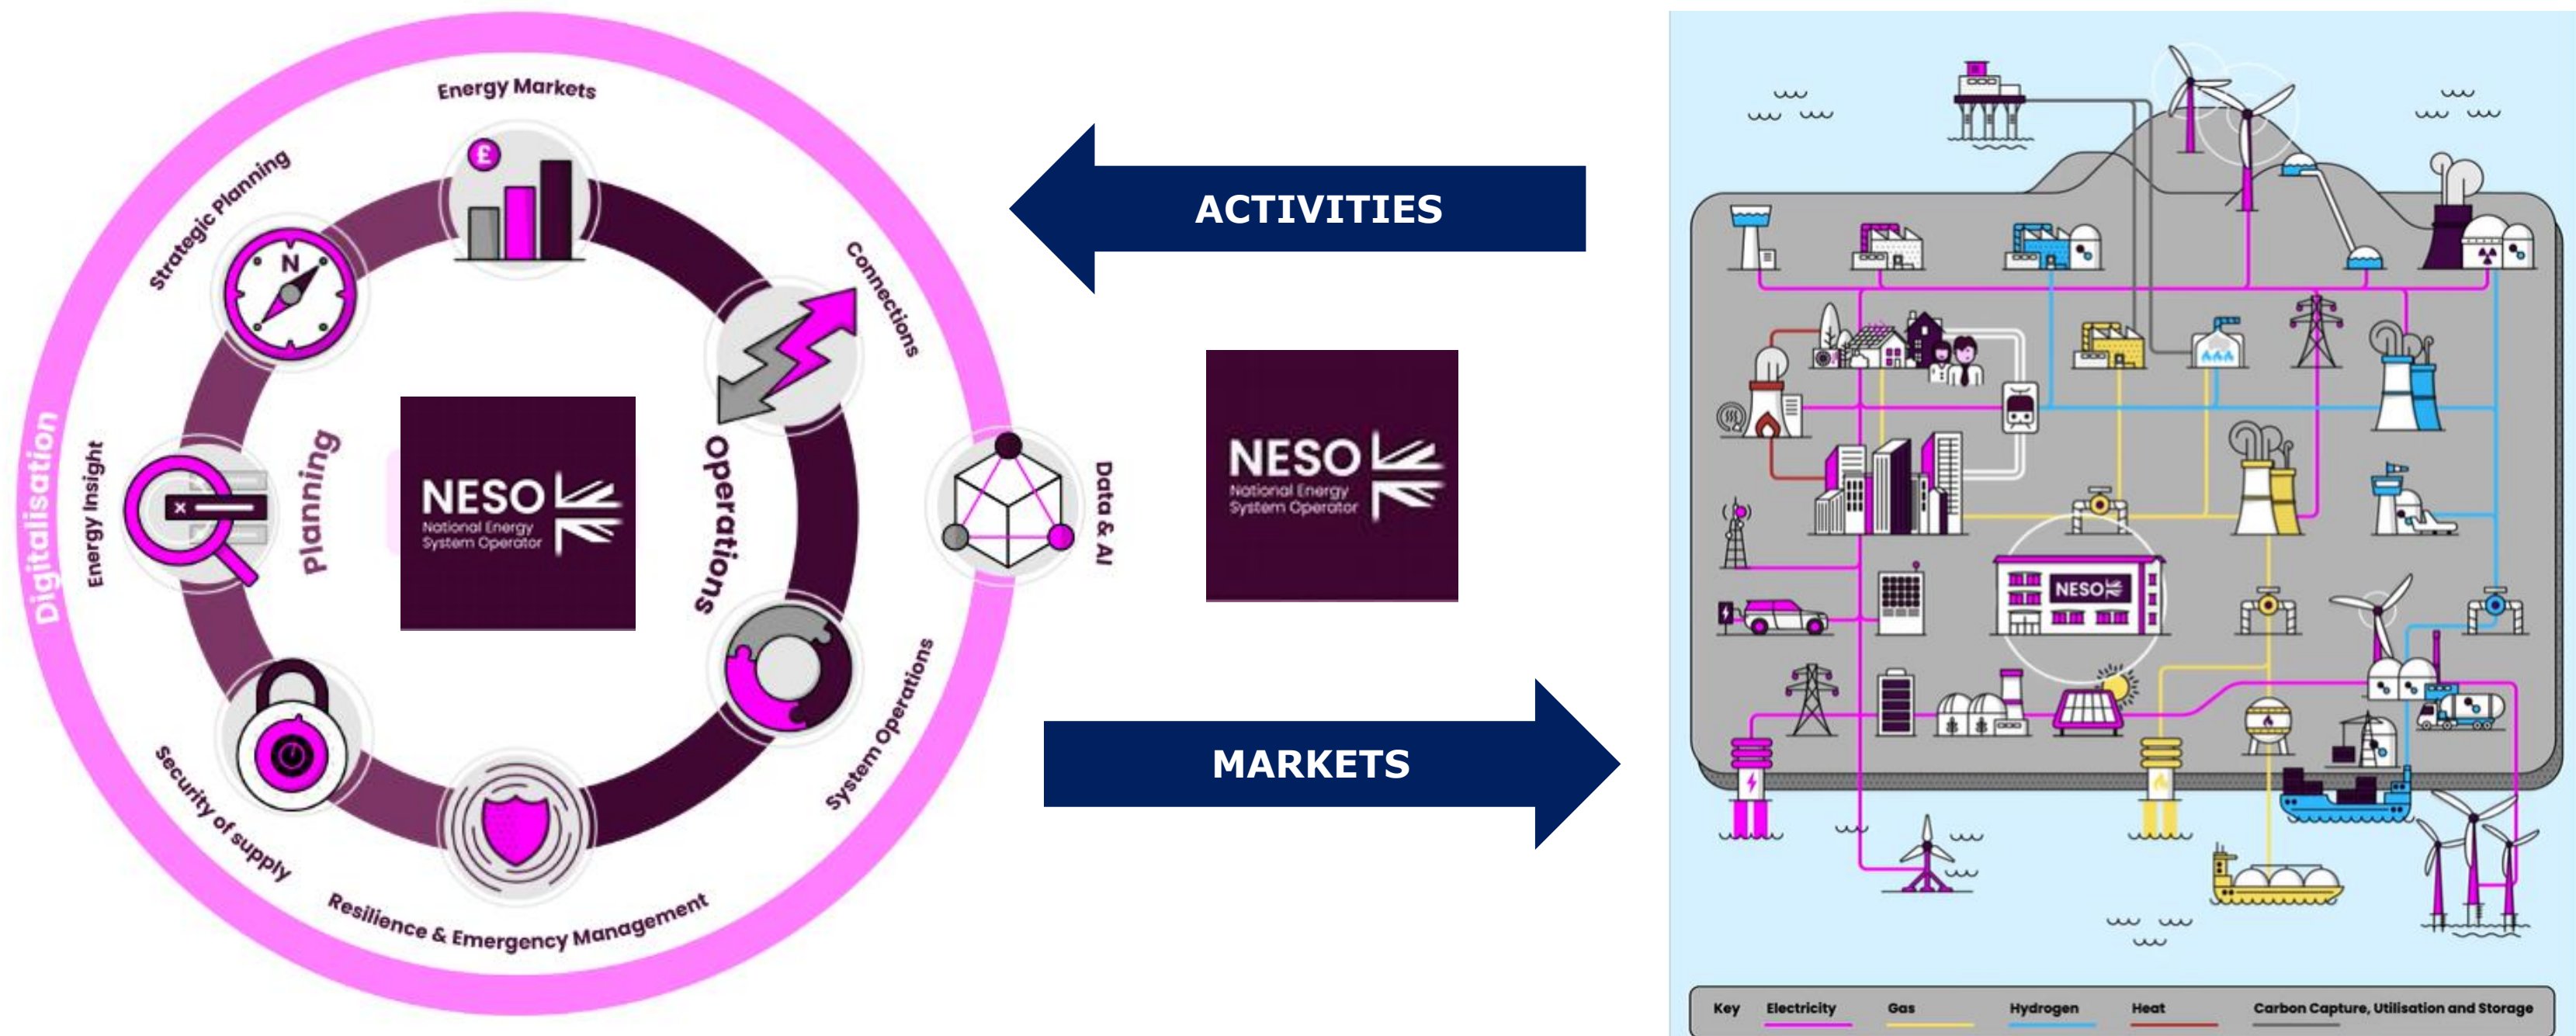 Energy Markets
Strategic Planning
£
Connections
N
ACTIVITIES
Digitalisation
Energy Insight
x
Planning
NESO
National Energy
System Operator
Operations
Data & AI
NESO
National Energy
System Operator
NESO
System Operations
Security of supply
MARKETS
Resilience & Emergency Management
Key Electricity Gas Hydrogen Heat Carbon Capture, Utilisation and Storage